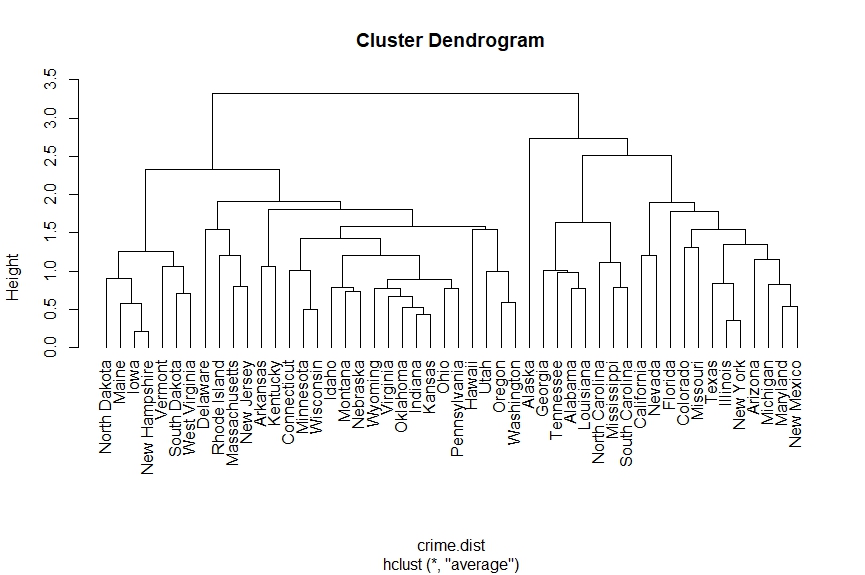 Cluster Dendrogram
Height
3.5
3.0
2.5
2.0
1.5
1.0
0.5
0.0
North Dakota
Maine
Iowa
New Hampshire
Vermont
South Dakota
West Virginia
Delaware
Rhode Island
Massachusetts
New Jersey
Arkansas
Kentucky
Connecticut
Minnesota
Wisconsin
Idaho
Montana
Nebraska
Wyoming
Virginia
Oklahoma
Indiana
Kansas
Ohio
Pennsylvania
Hawaii
Utah
Oregon
Washington
Alaska
Georgia
Tennessee
Alabama
Louisiana
North Carolina
Mississippi
South Carolina
California
Nevada
Florida
Colorado
Missouri
Texas
Illinois
New York
Arizona
Michigan
Maryland
New Mexico
crime.dist
hclust (*, "average")